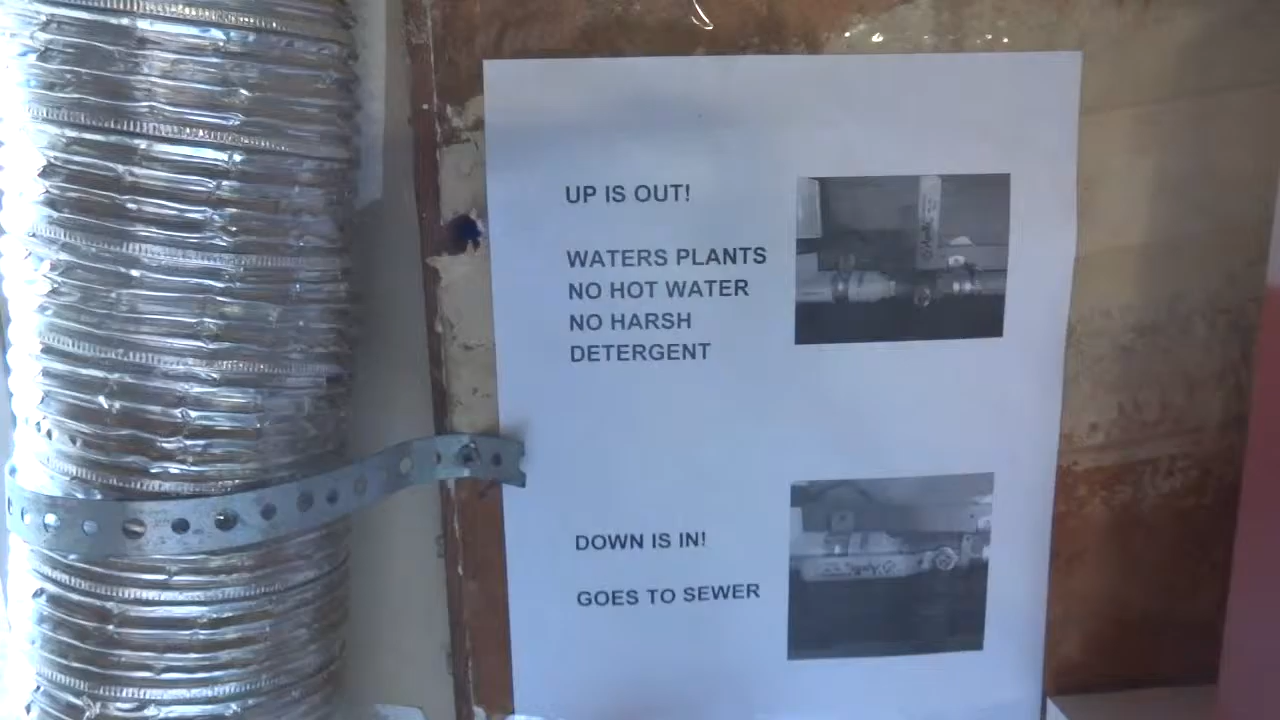 UP IS OUT!
WATERS PLANTS
NO HOT WATER
NO HARSH
DETERGENT
DOWN IS IN!
GOES TO SEWER